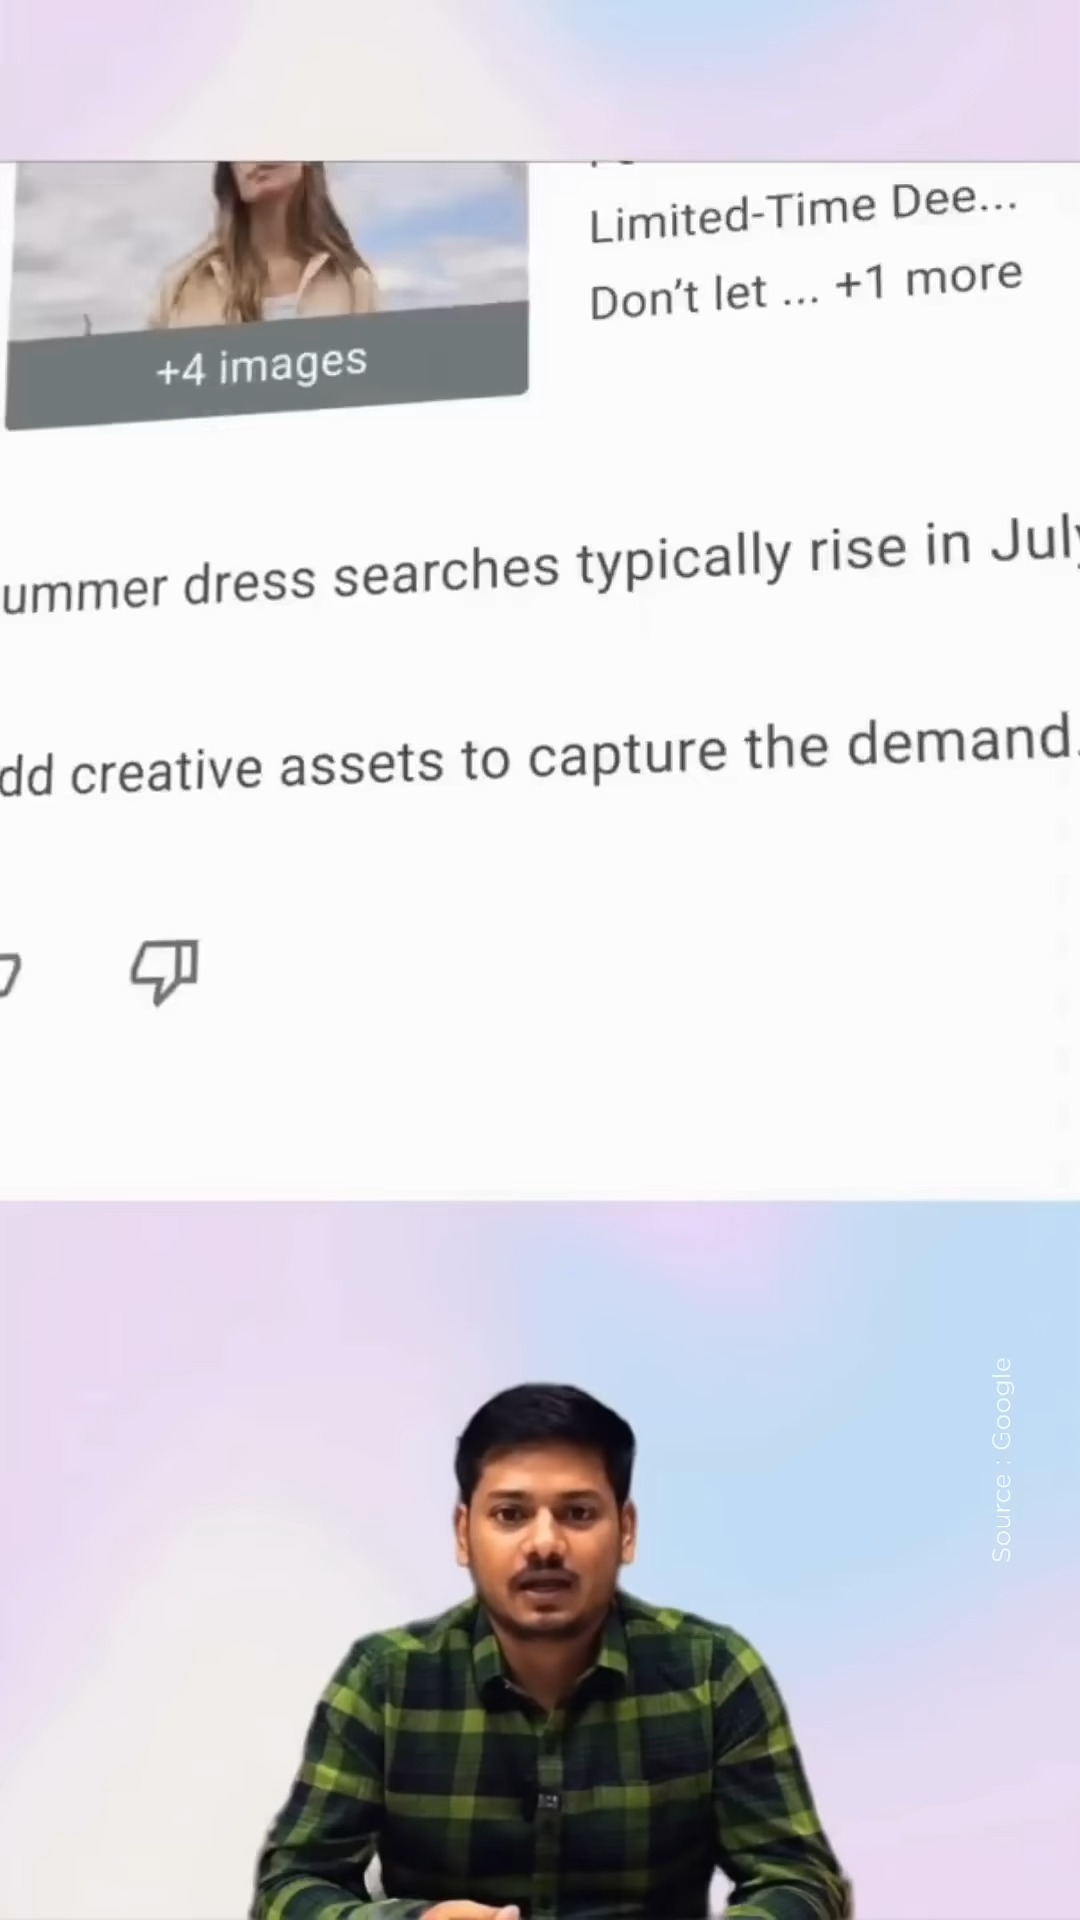 Limited-Time Dee...
Don't let ... +1 more
+4 images
ummer dress searches typically rise in July
dd creative assets to capture the demand.
Source : Google